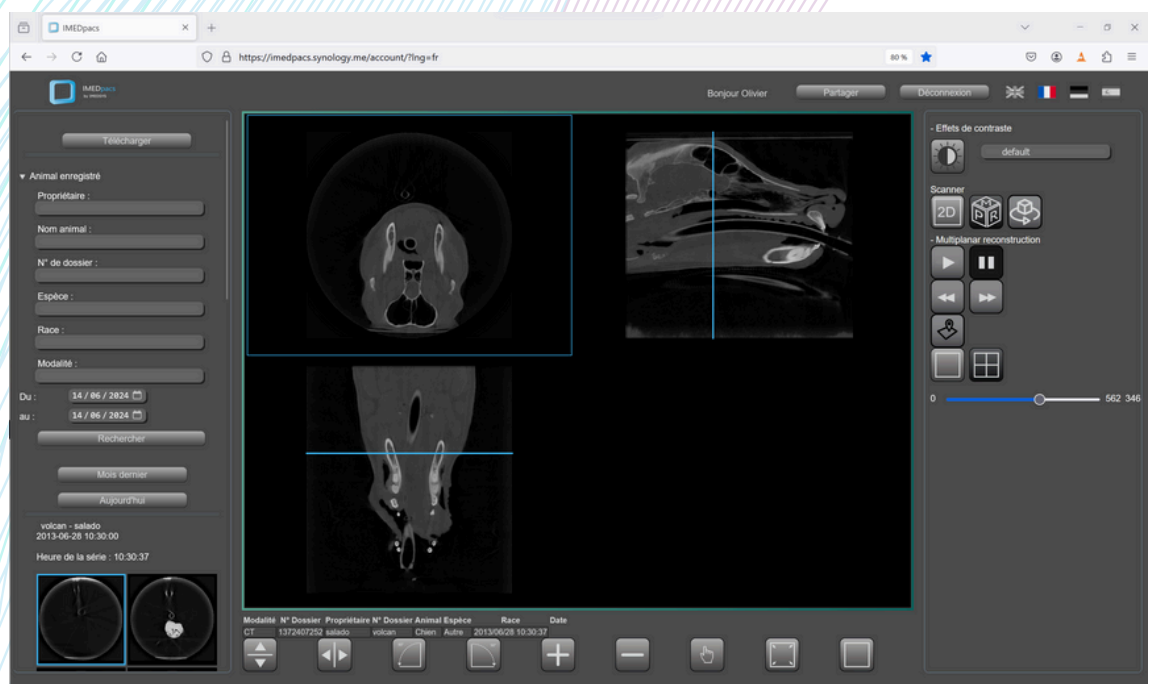 IMEDpacs
https://imedpacs.synology.me/account/?lng=fr
80 %
IMEDpacs
Bonjour Olivier
Partager
Déconnexion
Télécharger
Animal enregistré
Propriétaire :
Nom animal :
N° de dossier :
Espèce :
Race :
Modalité :
Du : 14 / 06 / 2024
au : 14 / 06 / 2024
Rechercher
Mois dernier
Aujourd'hui
volcan - salado
2013-06-28 10:30:00
Heure de la série : 10:30:37
Modalité N° Dossier Propriétaire N° Dossier Animal Espèce Race Date
CT 1372407252 salado volcan Chien Autre 2013/06/28 10:30:37
- Effets de contraste
default
Scanner
2D
M
P R
- Multiplanar reconstruction
0 562 346